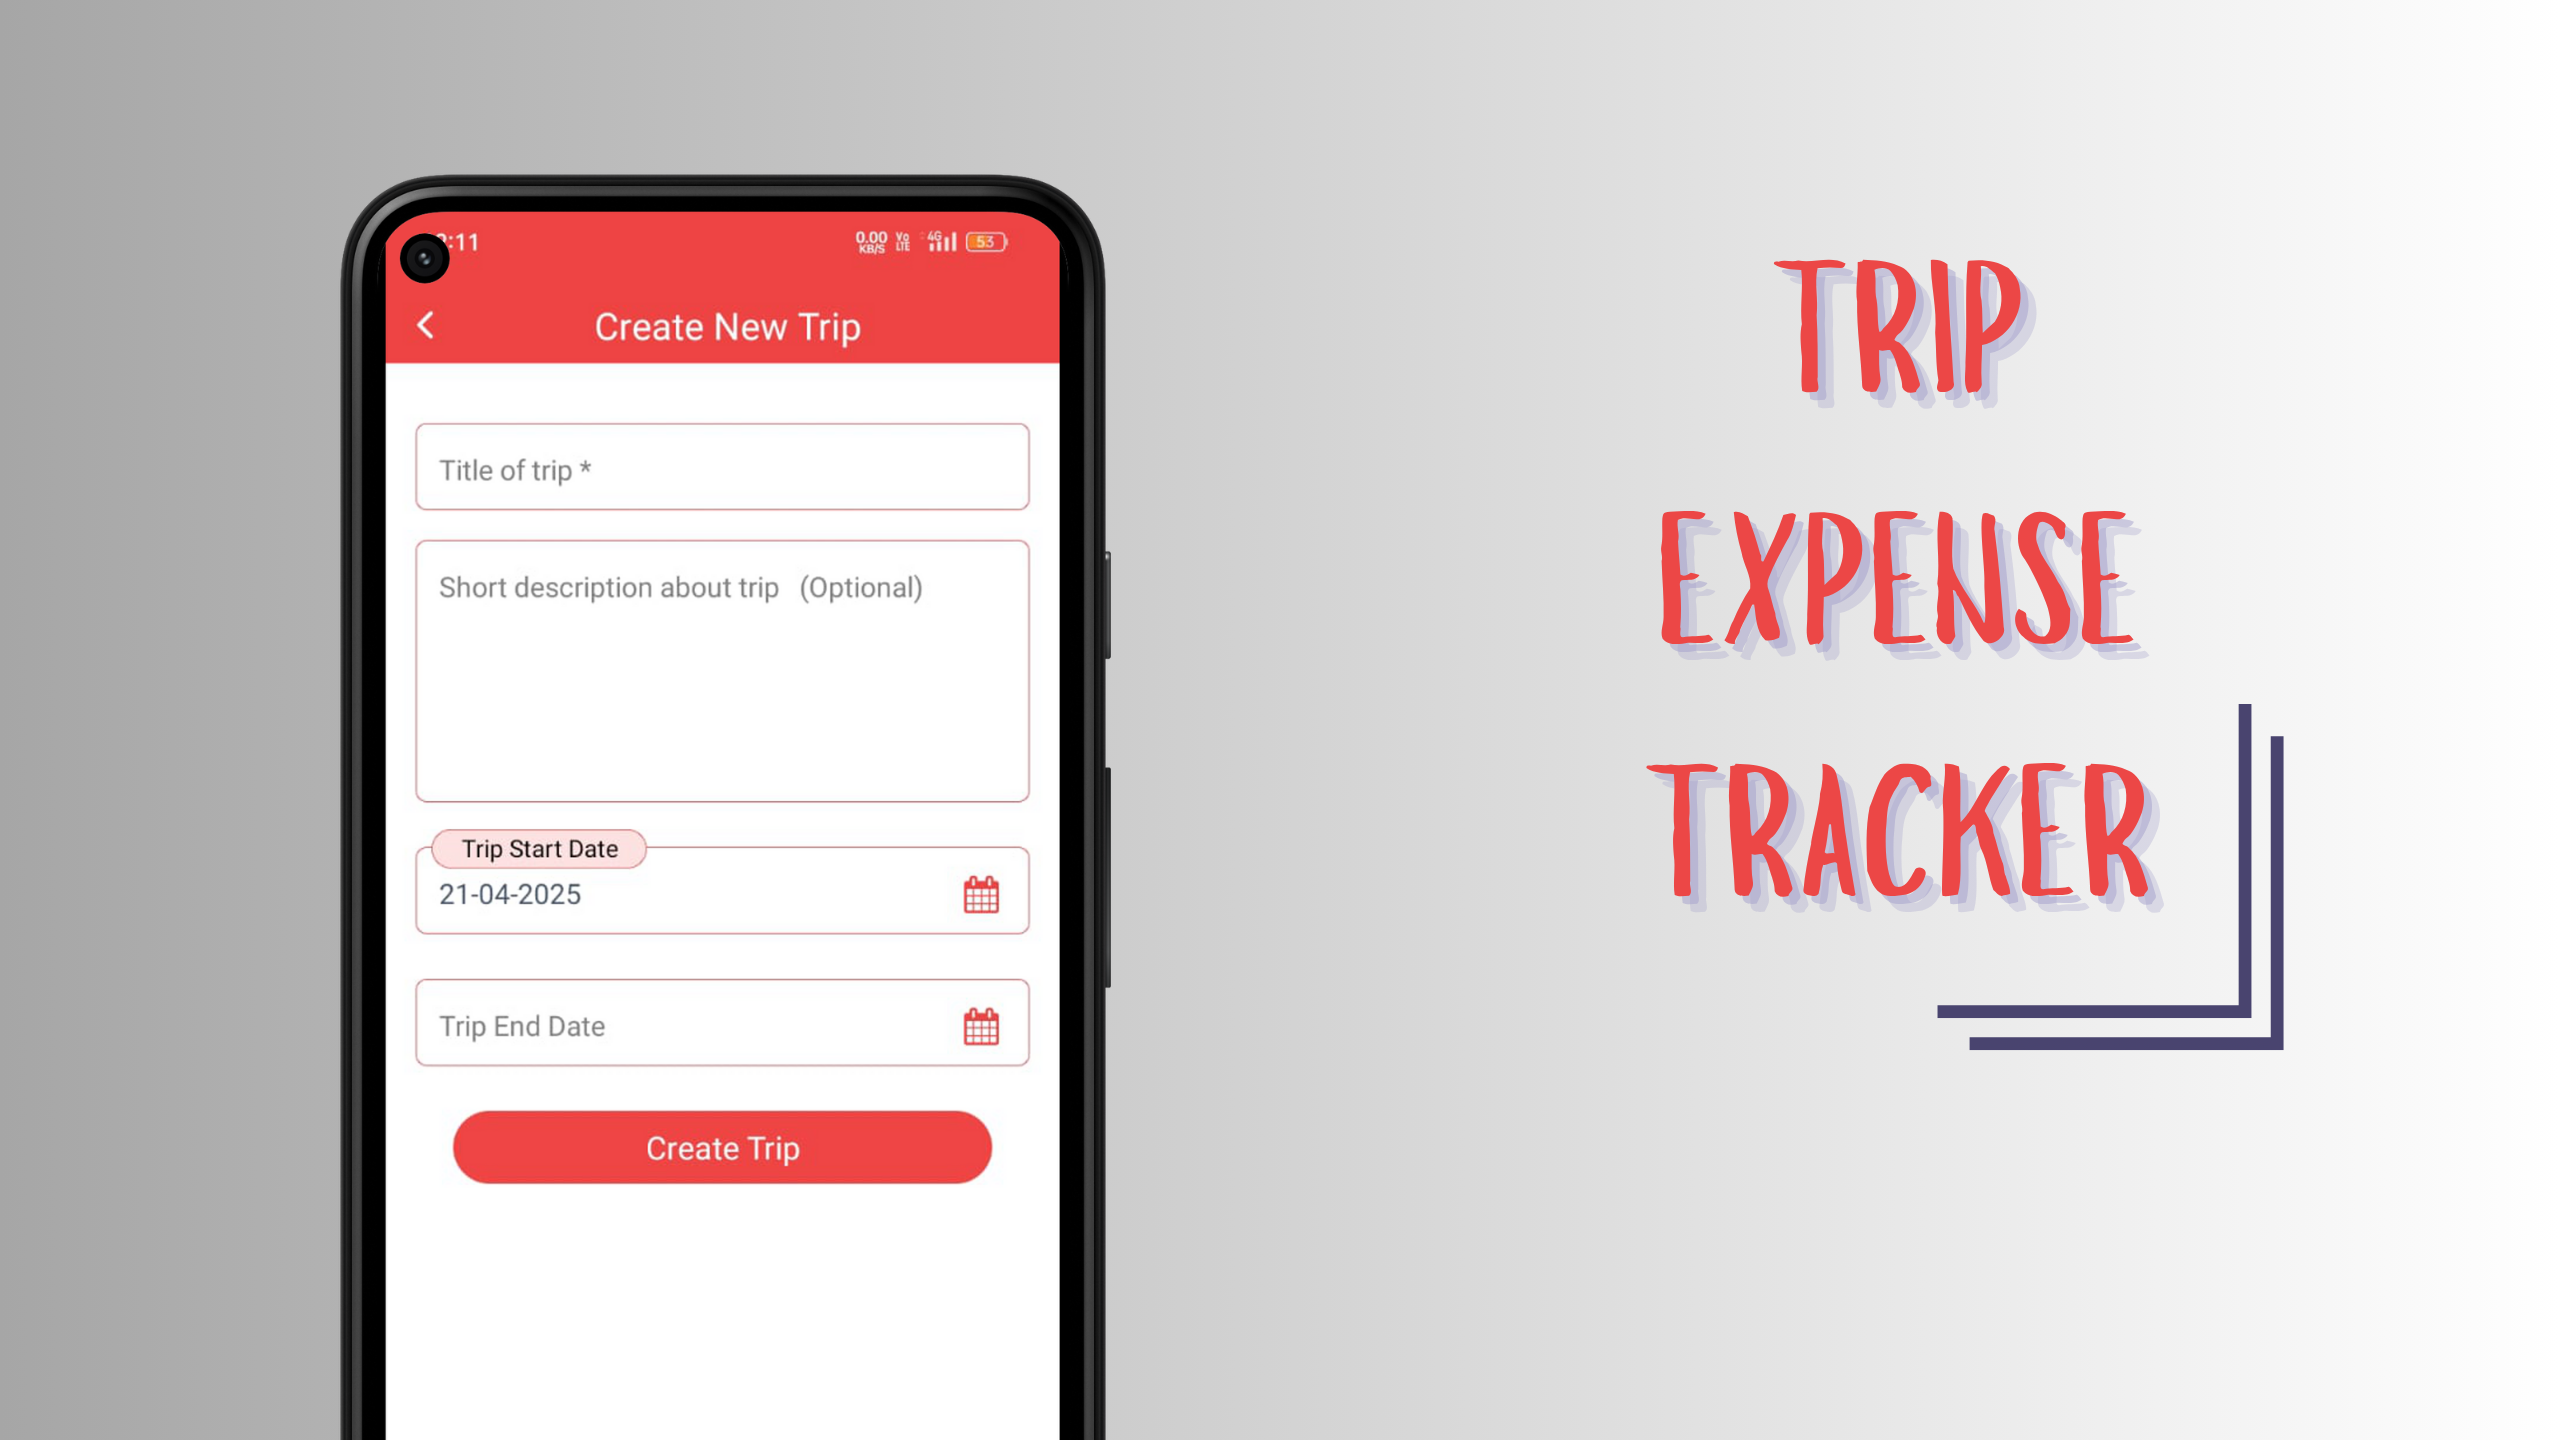 :11
0.00 KB/S Vo LTE 4G 53
Create New Trip
Title of trip *
Short description about trip (Optional)
Trip Start Date
21-04-2025
Trip End Date
Create Trip
TRIP
EXPENSE
TRACKER